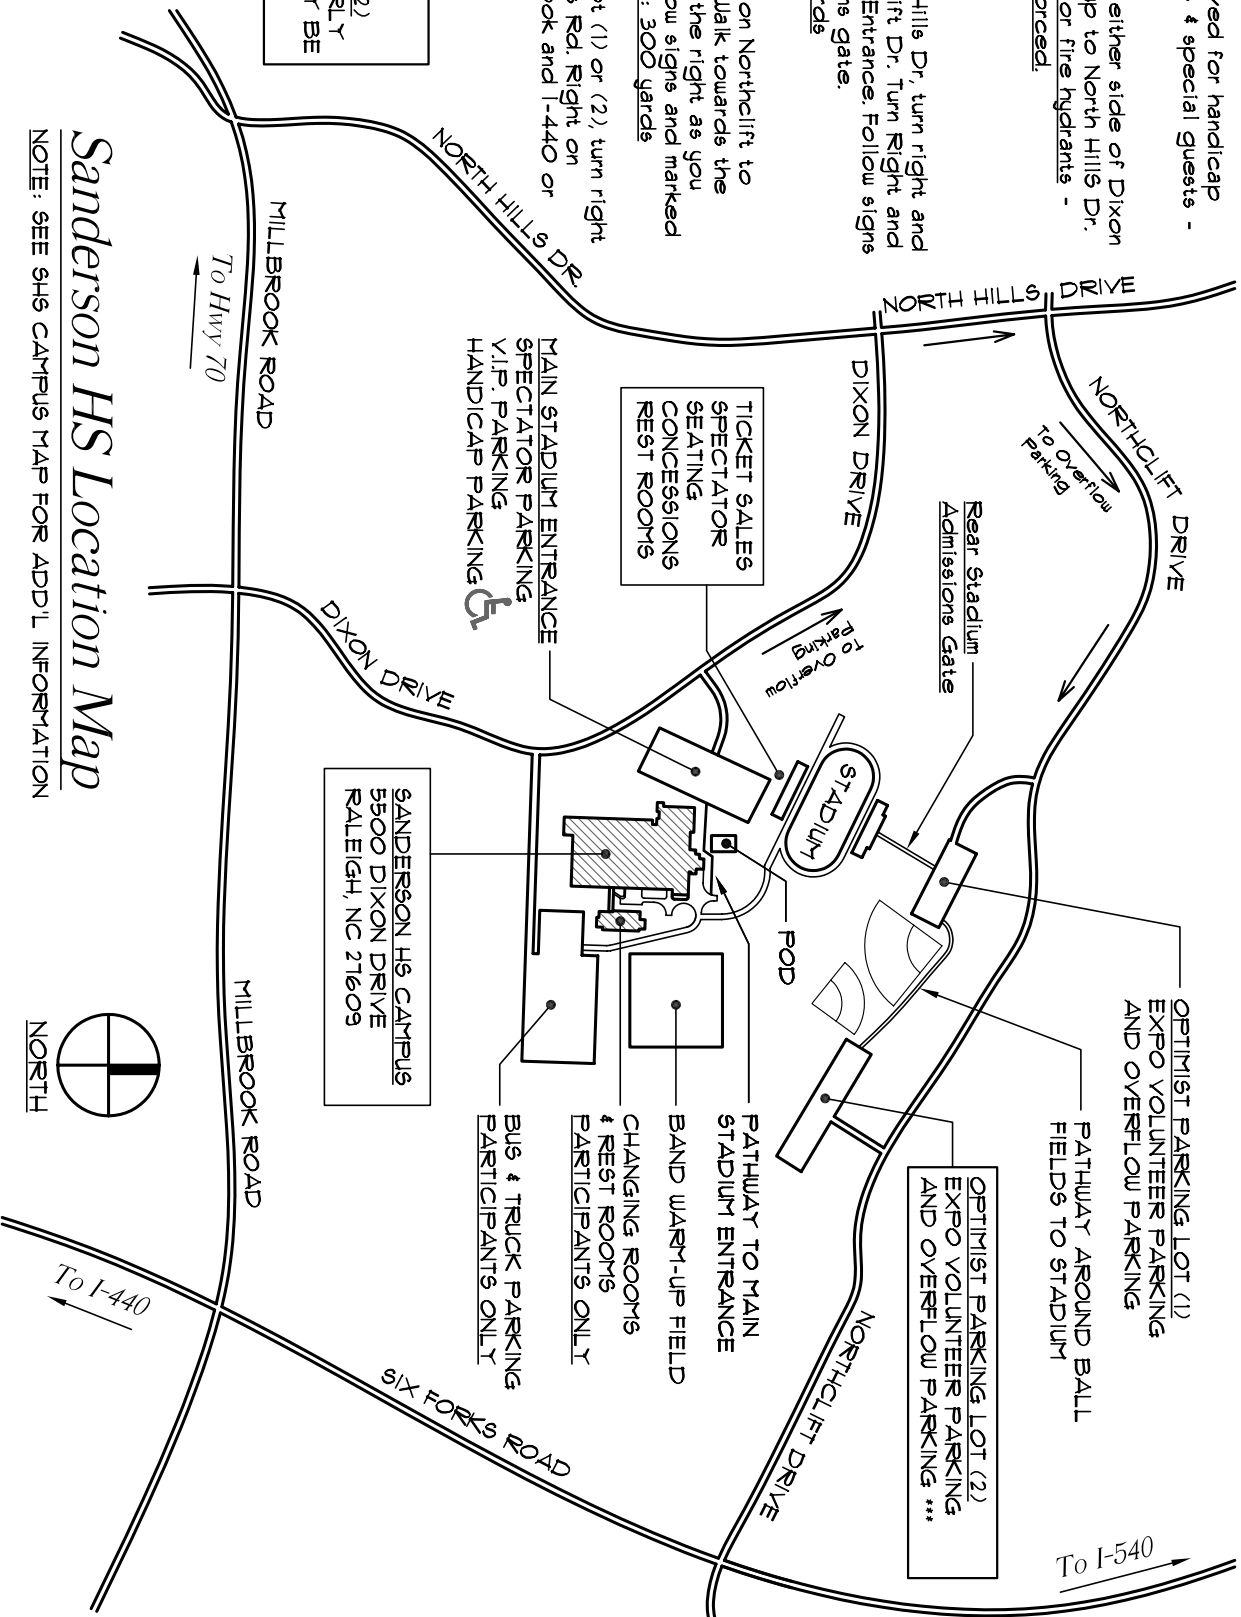 ved for handicap
& special guests -
either side of Dixon
up to North Hills Dr.
or fire hydrants -
orced.
Hills Dr, turn right and
ift Dr. Turn Right and
Entrance. Follow signs
ns gate.
rds
on Northclift to
walk towards the
the right as you
ow signs and marked
: 300 yards
ot (1) or (2), turn right
s Rd. Right on
ook and I-440 or
2)
RLY
Y BE
NORTH HILLS DR.
NORTH HILLS DRIVE
NORTHCLIFT DRIVE
To Overflow
Parking
DIXON DRIVE
To Overflow
Parking
Rear Stadium
Admissions Gate
TICKET SALES
SPECTATOR
SEATING
CONCESSIONS
REST ROOMS
MAIN STADIUM ENTRANCE
SPECTATOR PARKING
V.I.P. PARKING
HANDICAP PARKING
STADIUM
POD
OPTIMIST PARKING LOT (1)
EXPO VOLUNTEER PARKING
AND OVERFLOW PARKING
PATHWAY AROUND BALL
FIELDS TO STADIUM
OPTIMIST PARKING LOT (2)
EXPO VOLUNTEER PARKING
AND OVERFLOW PARKING ***
PATHWAY TO MAIN
STADIUM ENTRANCE
BAND WARM-UP FIELD
CHANGING ROOMS
& REST ROOMS
PARTICIPANTS ONLY
BUS & TRUCK PARKING
PARTICIPANTS ONLY
SANDERSON HS CAMPUS
5500 DIXON DRIVE
RALEIGH, NC 27609
DIXON DRIVE
MILLBROOK ROAD
To Hwy 70
MILLBROOK ROAD
NORTHCLIFT DRIVE
SIX FORKS ROAD
To I-540
To I-440
Sanderson HS Location Map
NOTE: SEE SHS CAMPUS MAP FOR ADD'L INFORMATION
NORTH